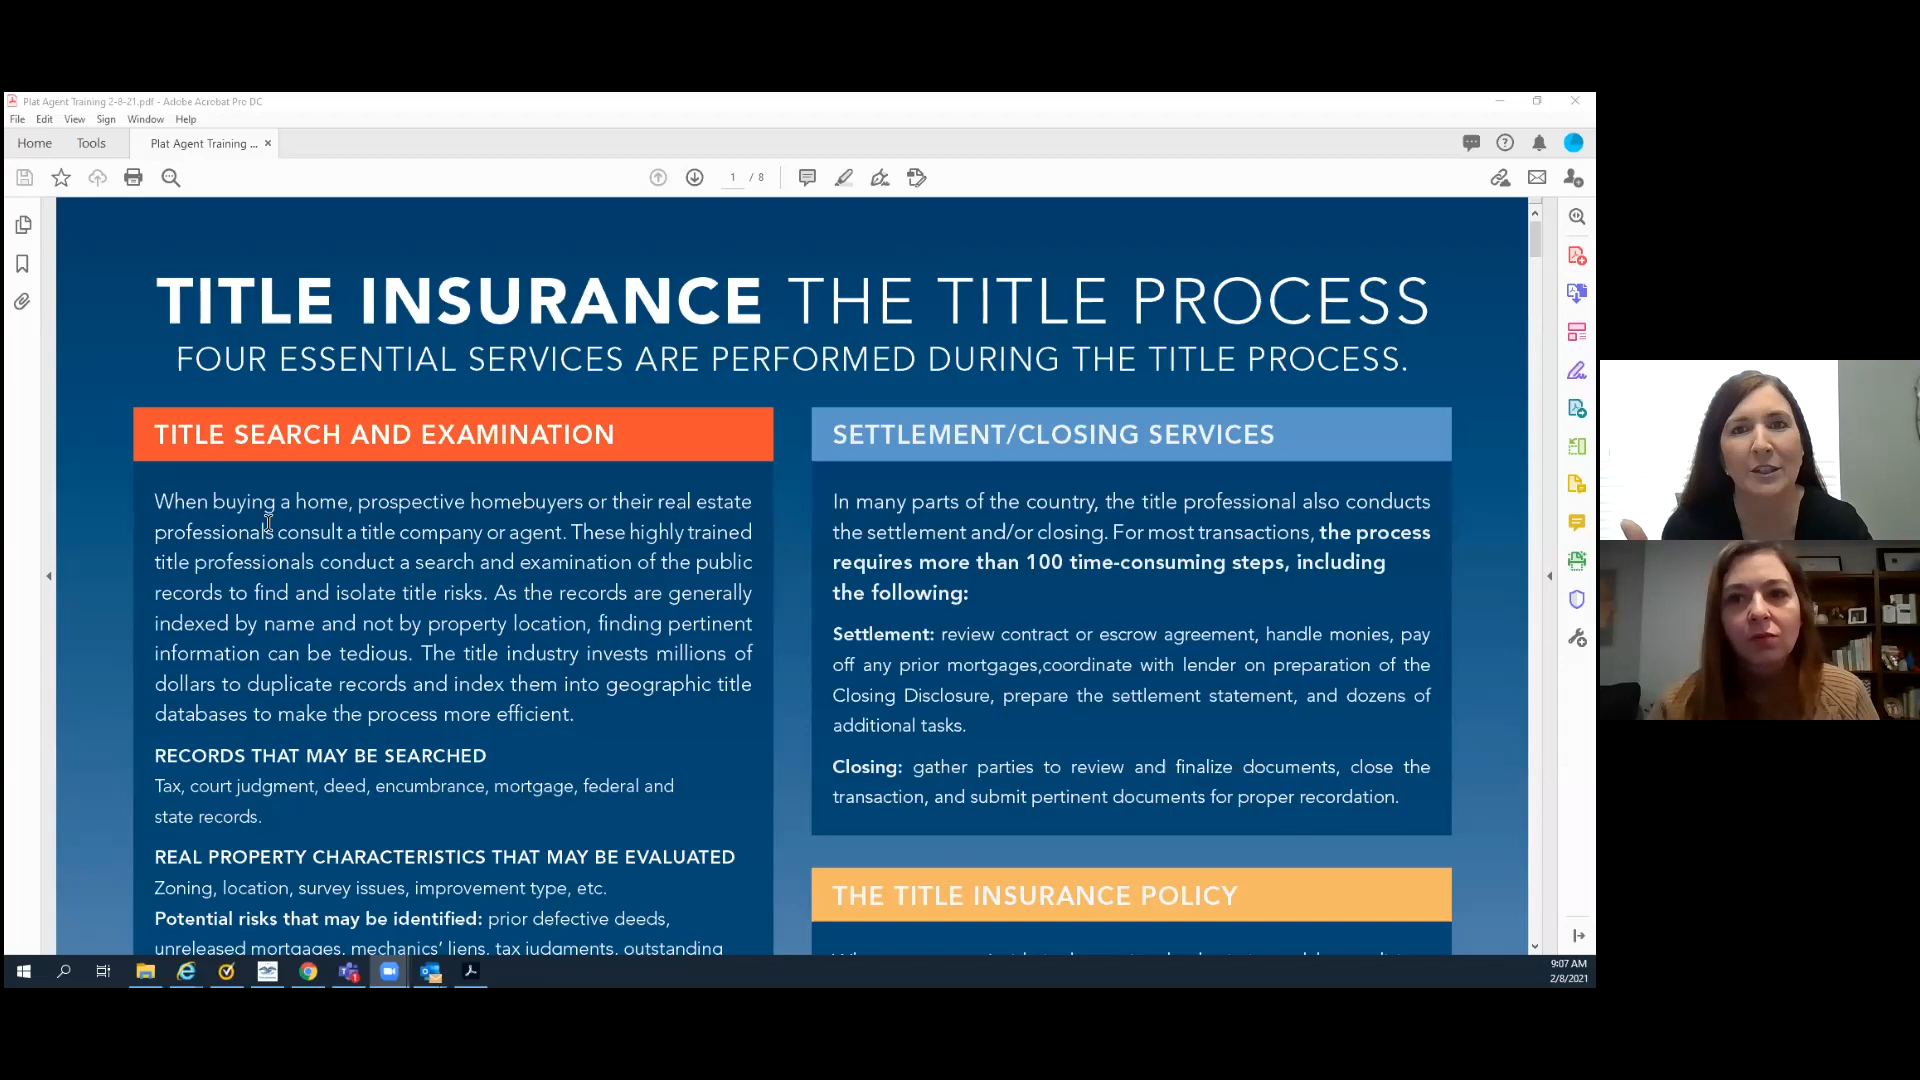 Plat Agent Training 2-8-21.pdf - Adobe Acrobat Pro DC
File Edit View Sign Window Help
Home Tools Plat Agent Training ... ×
1 / 8
TITLE INSURANCE THE TITLE PROCESS
FOUR ESSENTIAL SERVICES ARE PERFORMED DURING THE TITLE PROCESS.
TITLE SEARCH AND EXAMINATION
When buying a home, prospective homebuyers or their real estate
professionals consult a title company or agent. These highly trained
title professionals conduct a search and examination of the public
records to find and isolate title risks. As the records are generally
indexed by name and not by property location, finding pertinent
information can be tedious. The title industry invests millions of
dollars to duplicate records and index them into geographic title
databases to make the process more efficient.
RECORDS THAT MAY BE SEARCHED
Tax, court judgment, deed, encumbrance, mortgage, federal and
state records.
REAL PROPERTY CHARACTERISTICS THAT MAY BE EVALUATED
Zoning, location, survey issues, improvement type, etc.
Potential risks that may be identified: prior defective deeds,
unreleased mortgages, mechanics' liens, tax judgments, outstanding
SETTLEMENT/CLOSING SERVICES
In many parts of the country, the title professional also conducts
the settlement and/or closing. For most transactions, the process
requires more than 100 time-consuming steps, including
the following:
Settlement: review contract or escrow agreement, handle monies, pay
off any prior mortgages,coordinate with lender on preparation of the
Closing Disclosure, prepare the settlement statement, and dozens of
additional tasks.
Closing: gather parties to review and finalize documents, close the
transaction, and submit pertinent documents for proper recordation.
THE TITLE INSURANCE POLICY
9:07 AM
2/8/2021